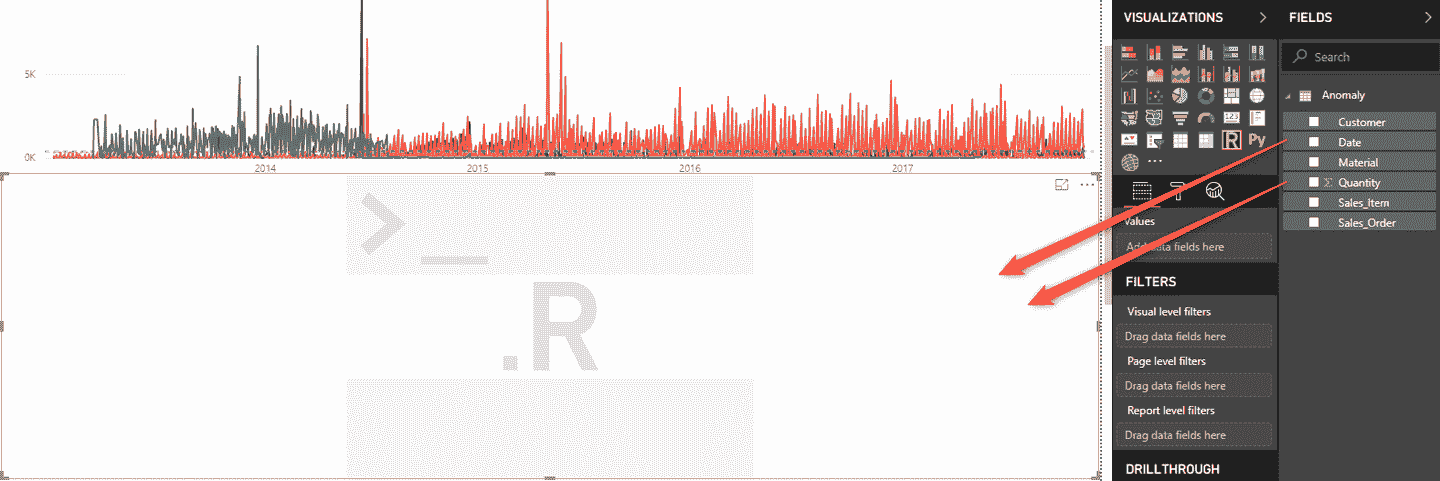 5K
0K
2014
2015
2016
2017
>_
.R
VISUALIZATIONS
123
R
Py
Values
Add data fields here
FILTERS
Visual level filters
Drag data fields here
Page level filters
Drag data fields here
Report level filters
Drag data fields here
DRILLTHROUGH
FIELDS
Search
Anomaly
Customer
Date
Material
Σ Quantity
Sales_Item
Sales_Order